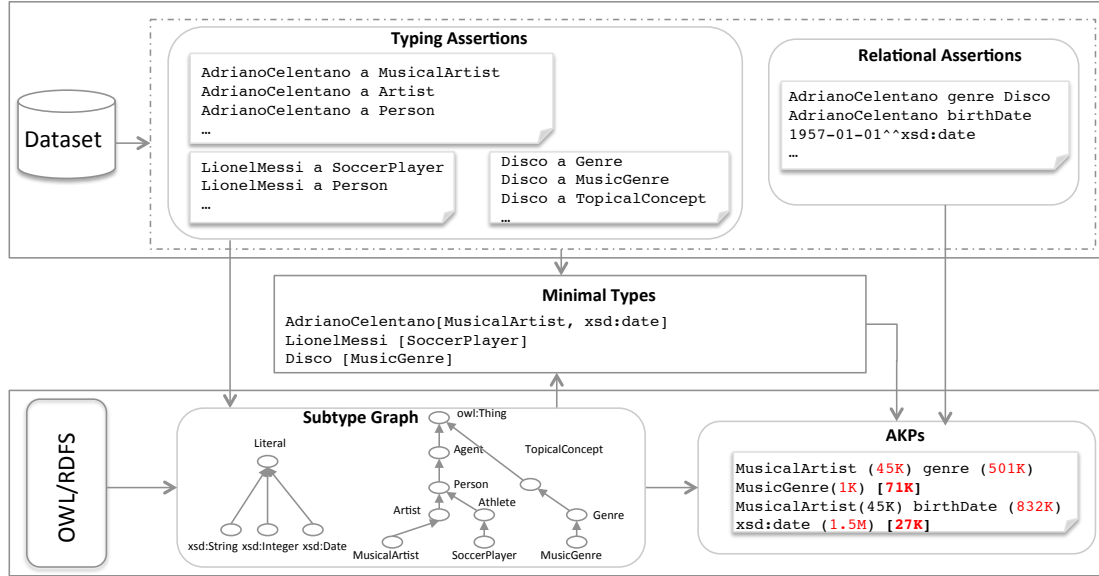 Typing Assertions
AdrianoCelentano a MusicalArtist
AdrianoCelentano a Artist
AdrianoCelentano a Person
…
LionelMessi a SoccerPlayer
LionelMessi a Person
…
Disco a Genre
Disco a MusicGenre
Disco a TopicalConcept
…
Relational Assertions
AdrianoCelentano genre Disco
AdrianoCelentano birthDate
1957-01-01^^xsd:date
…
Dataset
Minimal Types
AdrianoCelentano[MusicalArtist, xsd:date]
LionelMessi [SoccerPlayer]
Disco [MusicGenre]
OWL/RDFS
Subtype Graph
Literal
xsd:String
xsd:Integer
xsd:Date
owl:Thing
Agent
TopicalConcept
Person
Artist
Athlete
Genre
MusicalArtist
SoccerPlayer
MusicGenre
AKPs
MusicalArtist (45K) genre (501K)
MusicGenre(1K) [71K]
MusicalArtist(45K) birthDate (832K)
xsd:date (1.5M) [27K]